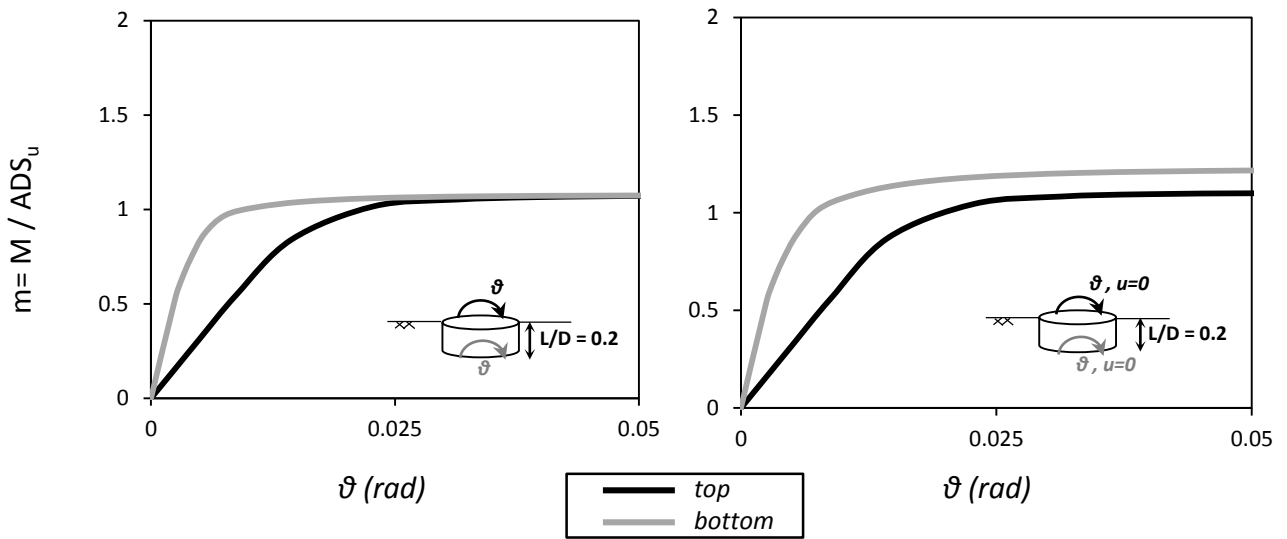 m= M / ADSᵤ
2
1.5
1
0.5
0
0
0.025
0.05
ϑ
L/D = 0.2
ϑ
ϑ (rad)
2
1.5
1
0.5
0
0
0.025
0.05
ϑ , u=0
L/D = 0.2
ϑ , u=0
ϑ (rad)
top
bottom